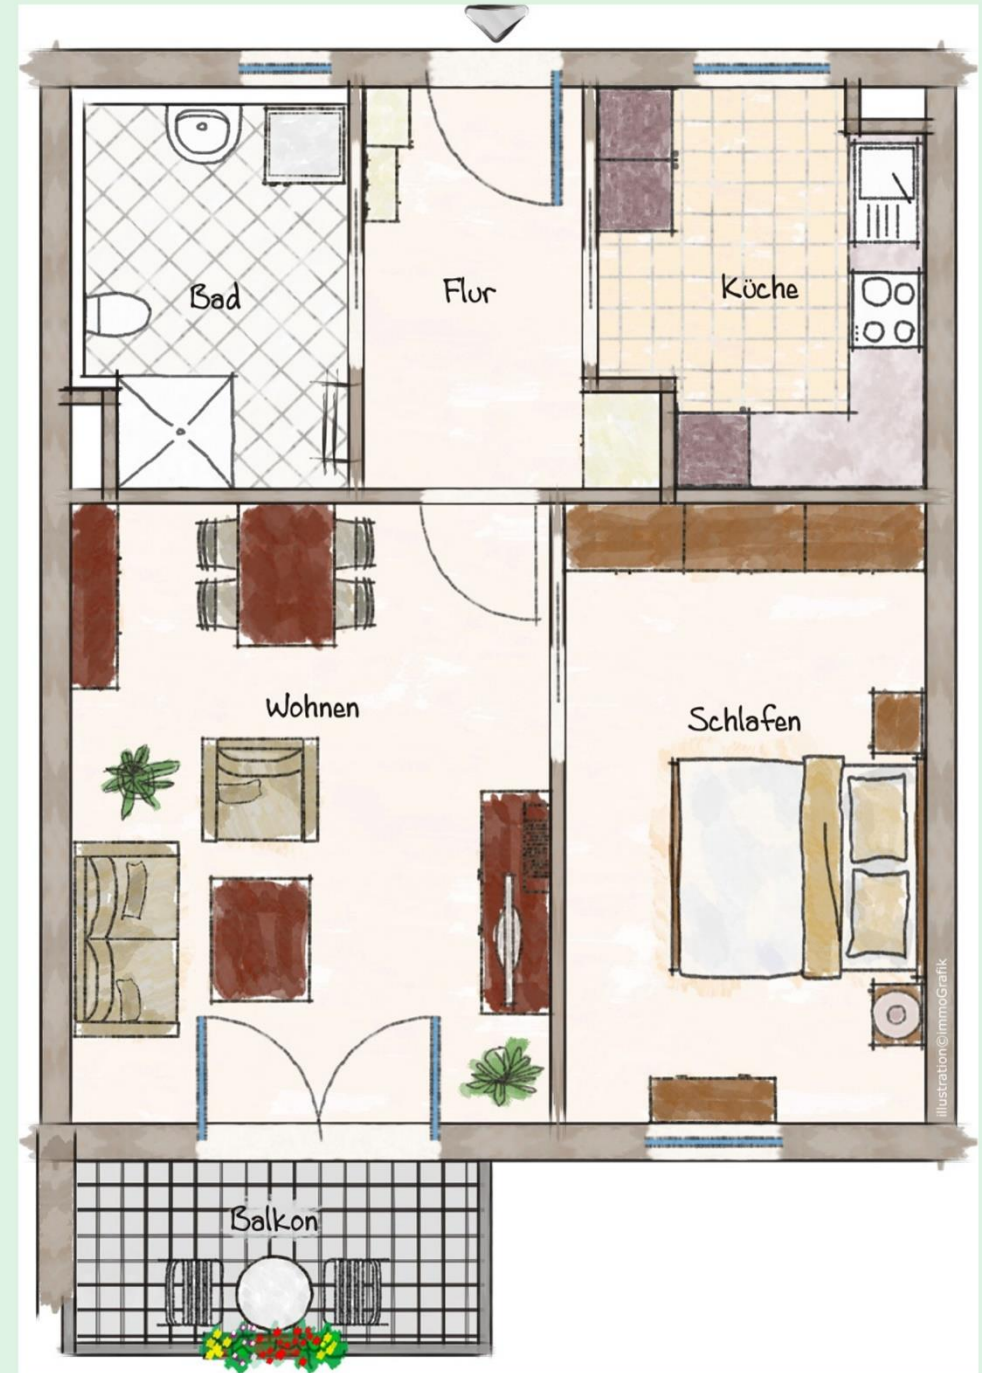 Bad
Flur
Küche
Wohnen
Schlafen
illustration©immoGrafik
Balkon